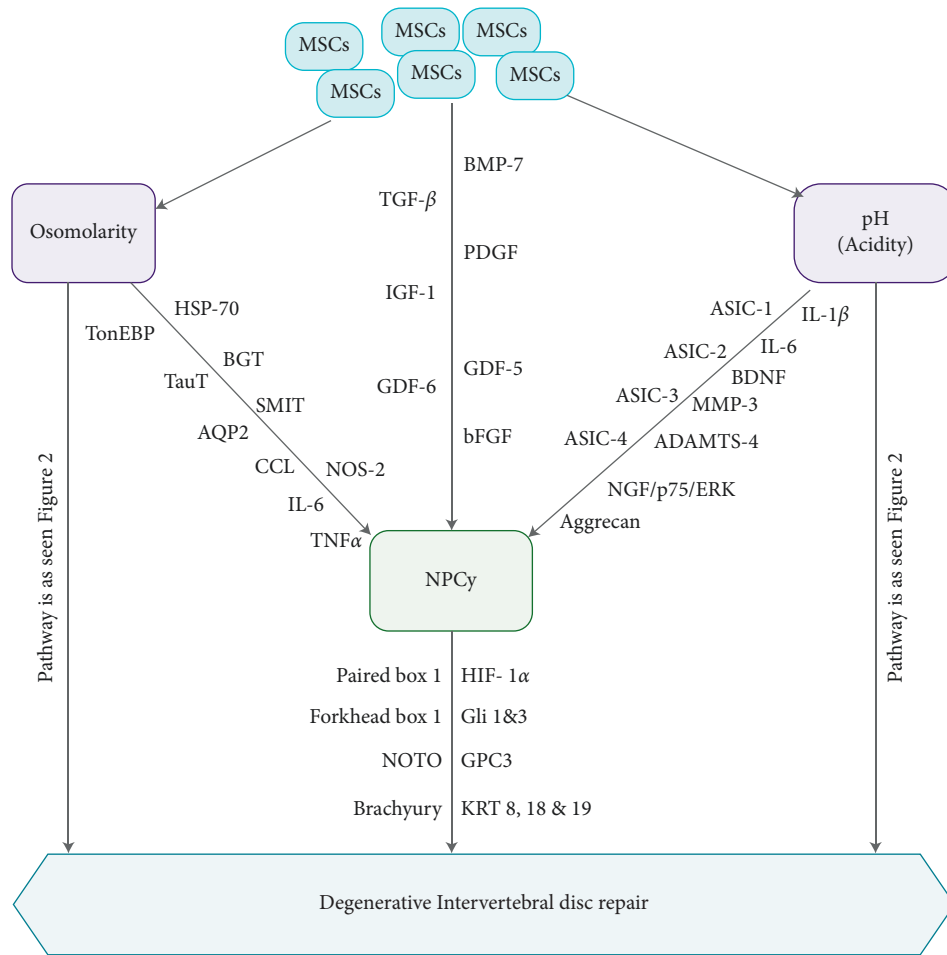 MSCs
MSCs
MSCs
MSCs
MSCs
MSCs
BMP-7
TGF-β
PDGF
IGF-1
GDF-5
GDF-6
bFGF
Osomolarity
pH
(Acidity)
HSP-70
TonEBP
BGT
TauT
SMIT
AQP2
CCL
NOS-2
IL-6
TNFα
ASIC-1
IL-1β
ASIC-2
IL-6
BDNF
ASIC-3
MMP-3
ASIC-4
ADAMTS-4
NGF/p75/ERK
Aggrecan
Pathway is as seen Figure 2
Pathway is as seen Figure 2
NPCy
Paired box 1
HIF- 1α
Forkhead box 1
Gli 1&3
NOTO
GPC3
Brachyury
KRT 8, 18 & 19
Degenerative Intervertebral disc repair